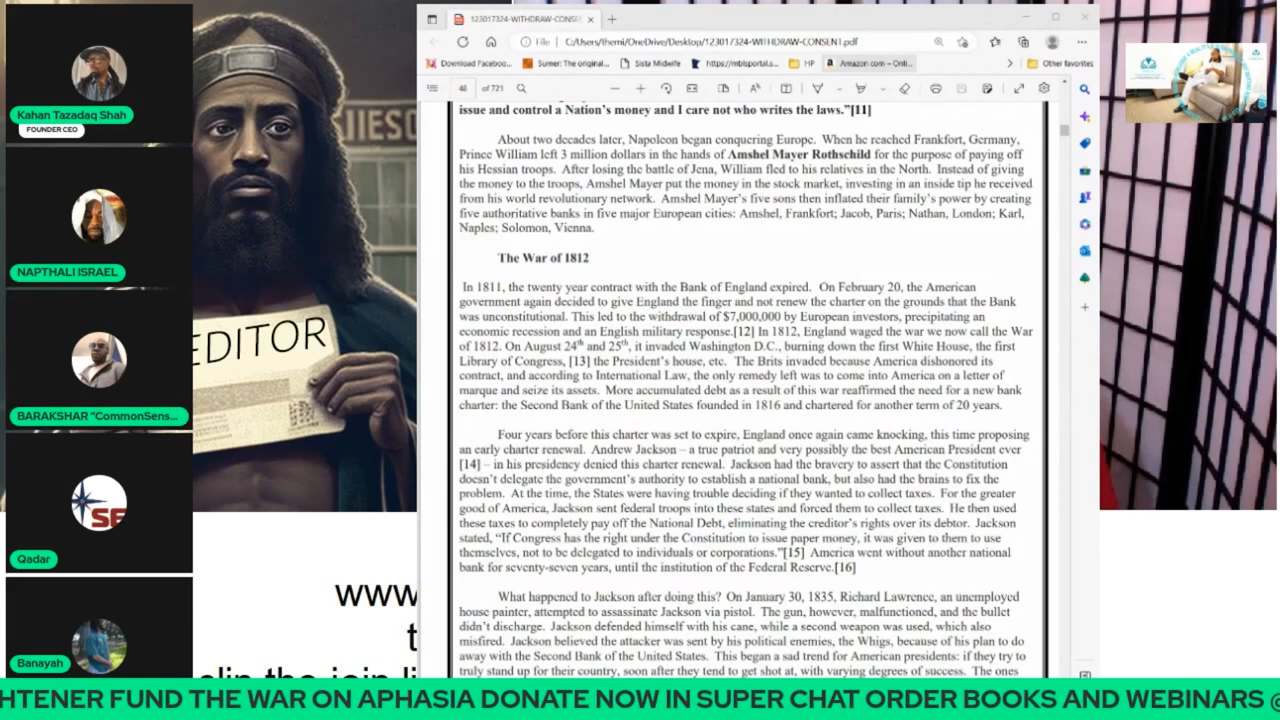 Kahan Tazadaq Shah
FOUNDER CEO
NAPTHALI ISRAEL
BARAKSHAR "CommonSens...
Qadar
SE
Banayah
EDITOR
JIESC
www
t
123017324-WITHDRAW-CONSE
File
C:/Users/themi/OneDrive/Desktop/123017324-WITHDRAW-CONSENT.pdf
Download Faceboo...
Sumer: The original...
Sista Midwife
https://mblsportal.s...
HP
Amazon.com – Onli...
Other favorites
48 of 721
issue and control a Nation's money and I care not who writes the laws."[11]
About two decades later, Napoleon began conquering Europe. When he reached Frankfort, Germany,
Prince William left 3 million dollars in the hands of Amshel Mayer Rothschild for the purpose of paying off
his Hessian troops. After losing the battle of Jena, William fled to his relatives in the North. Instead of giving
the money to the troops, Amshel Mayer put the money in the stock market, investing in an inside tip he received
from his world revolutionary network. Amshel Mayer's five sons then inflated their family's power by creating
five authoritative banks in five major European cities: Amshel, Frankfort; Jacob, Paris; Nathan, London; Karl,
Naples; Solomon, Vienna.
The War of 1812
In 1811, the twenty year contract with the Bank of England expired. On February 20, the American
government again decided to give England the finger and not renew the charter on the grounds that the Bank
was unconstitutional. This led to the withdrawal of $7,000,000 by European investors, precipitating an
economic recession and an English military response.[12] In 1812, England waged the war we now call the War
of 1812. On August 24th and 25th, it invaded Washington D.C., burning down the first White House, the first
Library of Congress, [13] the President's house, etc. The Brits invaded because America dishonored its
contract, and according to International Law, the only remedy left was to come into America on a letter of
marque and seize its assets. More accumulated debt as a result of this war reaffirmed the need for a new bank
charter: the Second Bank of the United States founded in 1816 and chartered for another term of 20 years.
Four years before this charter was set to expire, England once again came knocking, this time proposing
an early charter renewal. Andrew Jackson – a true patriot and very possibly the best American President ever
[14] – in his presidency denied this charter renewal. Jackson had the bravery to assert that the Constitution
doesn't delegate the government's authority to establish a national bank, but also had the brains to fix the
problem. At the time, the States were having trouble deciding if they wanted to collect taxes. For the greater
good of America, Jackson sent federal troops into these states and forced them to collect taxes. He then used
these taxes to completely pay off the National Debt, eliminating the creditor's rights over its debtor. Jackson
stated, "If Congress has the right under the Constitution to issue paper money, it was given to them to use
themselves, not to be delegated to individuals or corporations."[15] America went without another national
bank for seventy-seven years, until the institution of the Federal Reserve.[16]
What happened to Jackson after doing this? On January 30, 1835, Richard Lawrence, an unemployed
house painter, attempted to assassinate Jackson via pistol. The gun, however, malfunctioned, and the bullet
didn't discharge. Jackson defended himself with his cane, while a second weapon was used, which also
misfired. Jackson believed the attacker was sent by his political enemies, the Whigs, because of his plan to do
away with the Second Bank of the United States. This began a sad trend for American presidents: if they try to
truly stand up for their country, soon after they tend to get shot at, with varying degrees of success. The ones
HTENER FUND THE WAR ON APHASIA DONATE NOW IN SUPER CHAT ORDER BOOKS AND WEBINARS @